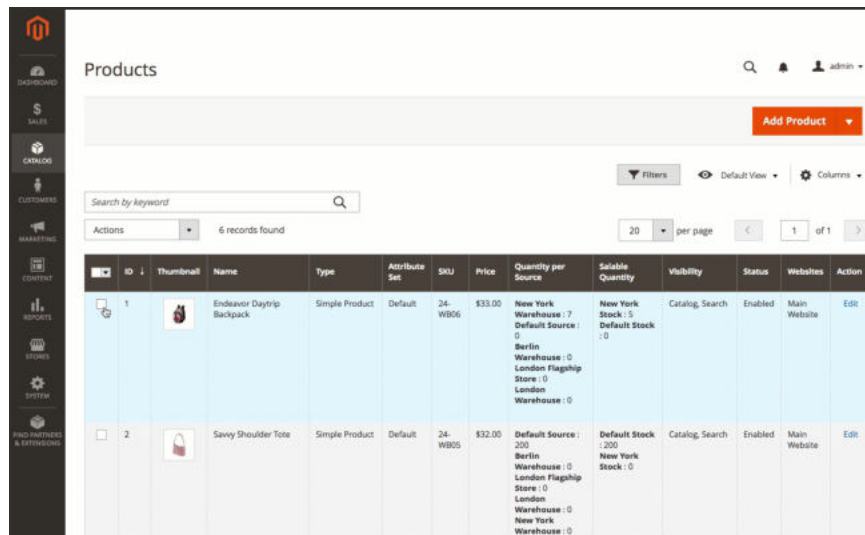 Products
admin
DASHBOARD
SALES
CATALOG
CUSTOMERS
MARKETING
CONTENT
REPORTS
STORES
SYSTEM
FIND PARTNERS
& EXTENSIONS
Add Product
Filters
Default View
Columns
Search by keyword
Actions
6 records found
20
per page
1
of 1
ID
Thumbnail
Name
Type
Attribute
Set
SKU
Price
Quantity per
Source
Salable
Quantity
Visibility
Status
Websites
Action
1
Endeavor Daytrip
Backpack
Simple Product
Default
24-
WB06
$33.00
New York
Warehouse : 7
Default Source :
0
Berlin
Warehouse : 0
London Flagship
Store : 0
London
Warehouse : 0
New York
Stock : 5
Default Stock
: 0
Catalog, Search
Enabled
Main
Website
Edit
2
Savvy Shoulder Tote
Simple Product
Default
24-
WB05
$32.00
Default Source :
200
Berlin
Warehouse : 0
London Flagship
Store : 0
London
Warehouse : 0
New York
Warehouse : 0
Default Stock
: 200
New York
Stock : 0
Catalog, Search
Enabled
Main
Website
Edit